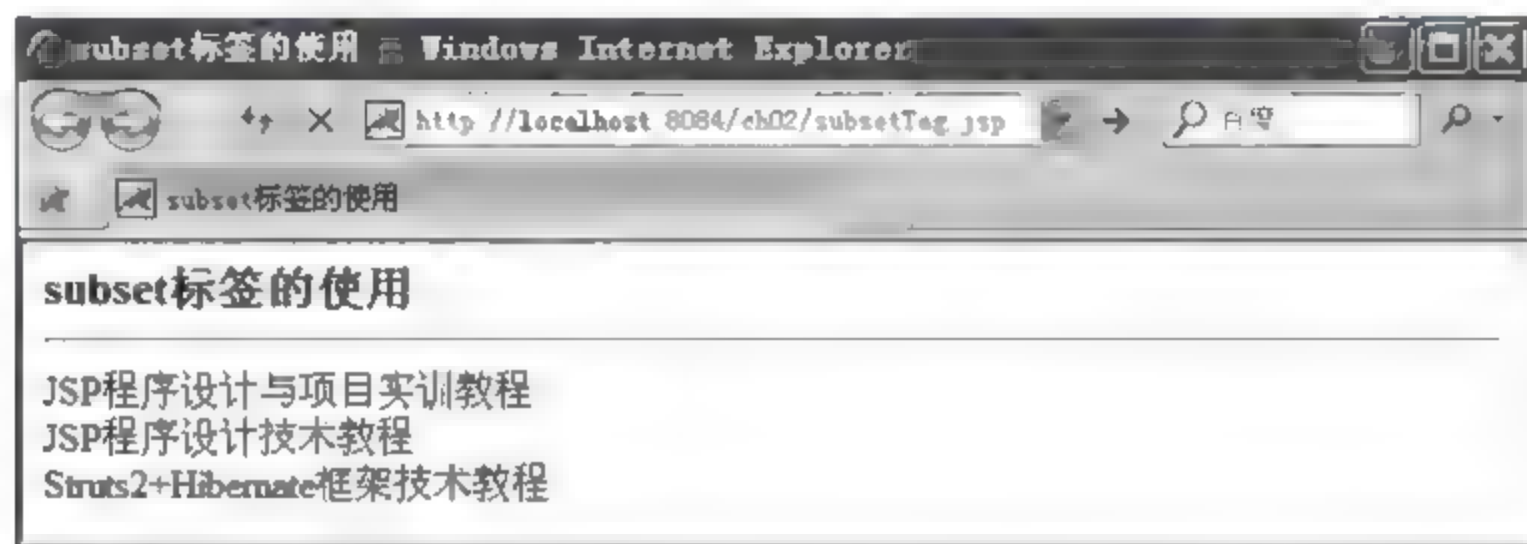 subset标签的使用 - Windows Internet Explorer
http://localhost:8084/ch02/subsetTag.jsp
subset标签的使用
subset标签的使用
JSP程序设计与项目实训教程
JSP程序设计技术教程
Struts2+Hibernate框架技术教程